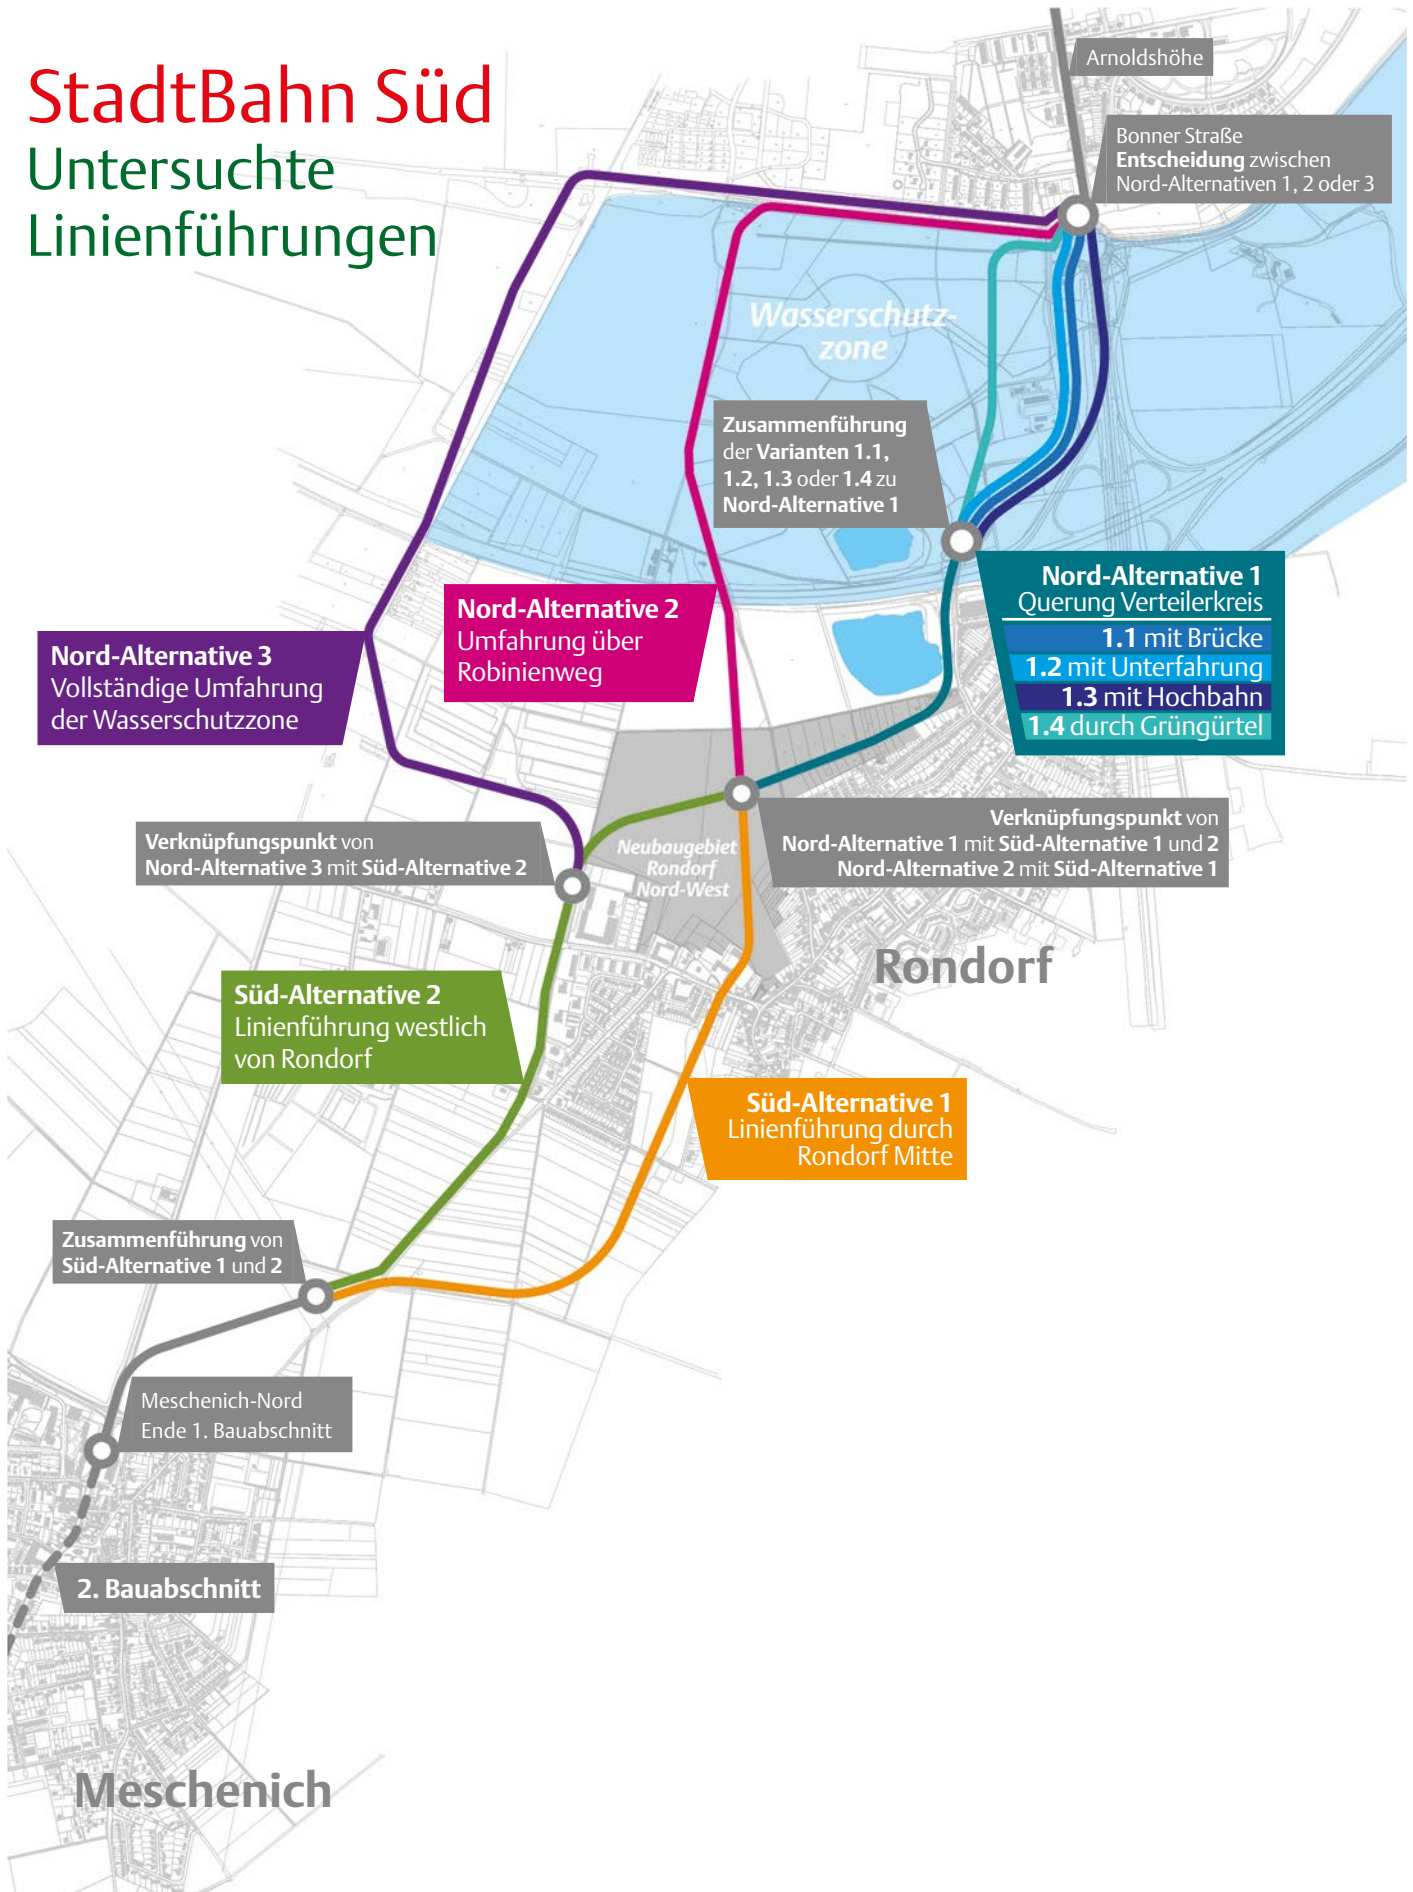 StadtBahn Süd
Untersuchte
Linienführungen
Arnoldshöhe
Bonner Straße
Entscheidung zwischen
Nord-Alternativen 1, 2 oder 3
Wasserschutz-
zone
Zusammenführung
der Varianten 1.1,
1.2, 1.3 oder 1.4 zu
Nord-Alternative 1
Nord-Alternative 1
Querung Verteilerkreis
1.1 mit Brücke
1.2 mit Unterfahrung
1.3 mit Hochbahn
1.4 durch Grüngürtel
Nord-Alternative 2
Umfahrung über
Robinienweg
Nord-Alternative 3
Vollständige Umfahrung
der Wasserschutzzone
Verknüpfungspunkt von
Nord-Alternative 3 mit Süd-Alternative 2
Neubaugebiet
Rondorf
Nord-West
Verknüpfungspunkt von
Nord-Alternative 1 mit Süd-Alternative 1 und 2
Nord-Alternative 2 mit Süd-Alternative 1
Rondorf
Süd-Alternative 2
Linienführung westlich
von Rondorf
Süd-Alternative 1
Linienführung durch
Rondorf Mitte
Zusammenführung von
Süd-Alternative 1 und 2
Meschenich-Nord
Ende 1. Bauabschnitt
2. Bauabschnitt
Meschenich